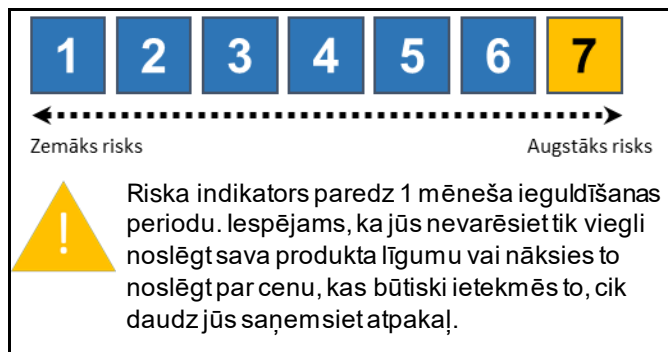 1 2 3 4 5 6 7
Zemāks risks Augstāks risks
!
Riska indikators paredz 1 mēneša ieguldīšanas
periodu. Iespējams, ka jūs nevarēsiet tik viegli
noslēgt sava produkta līgumu vai nāksies to
noslēgt par cenu, kas būtiski ietekmēs to, cik
daudz jūs saņemsiet atpakaļ.